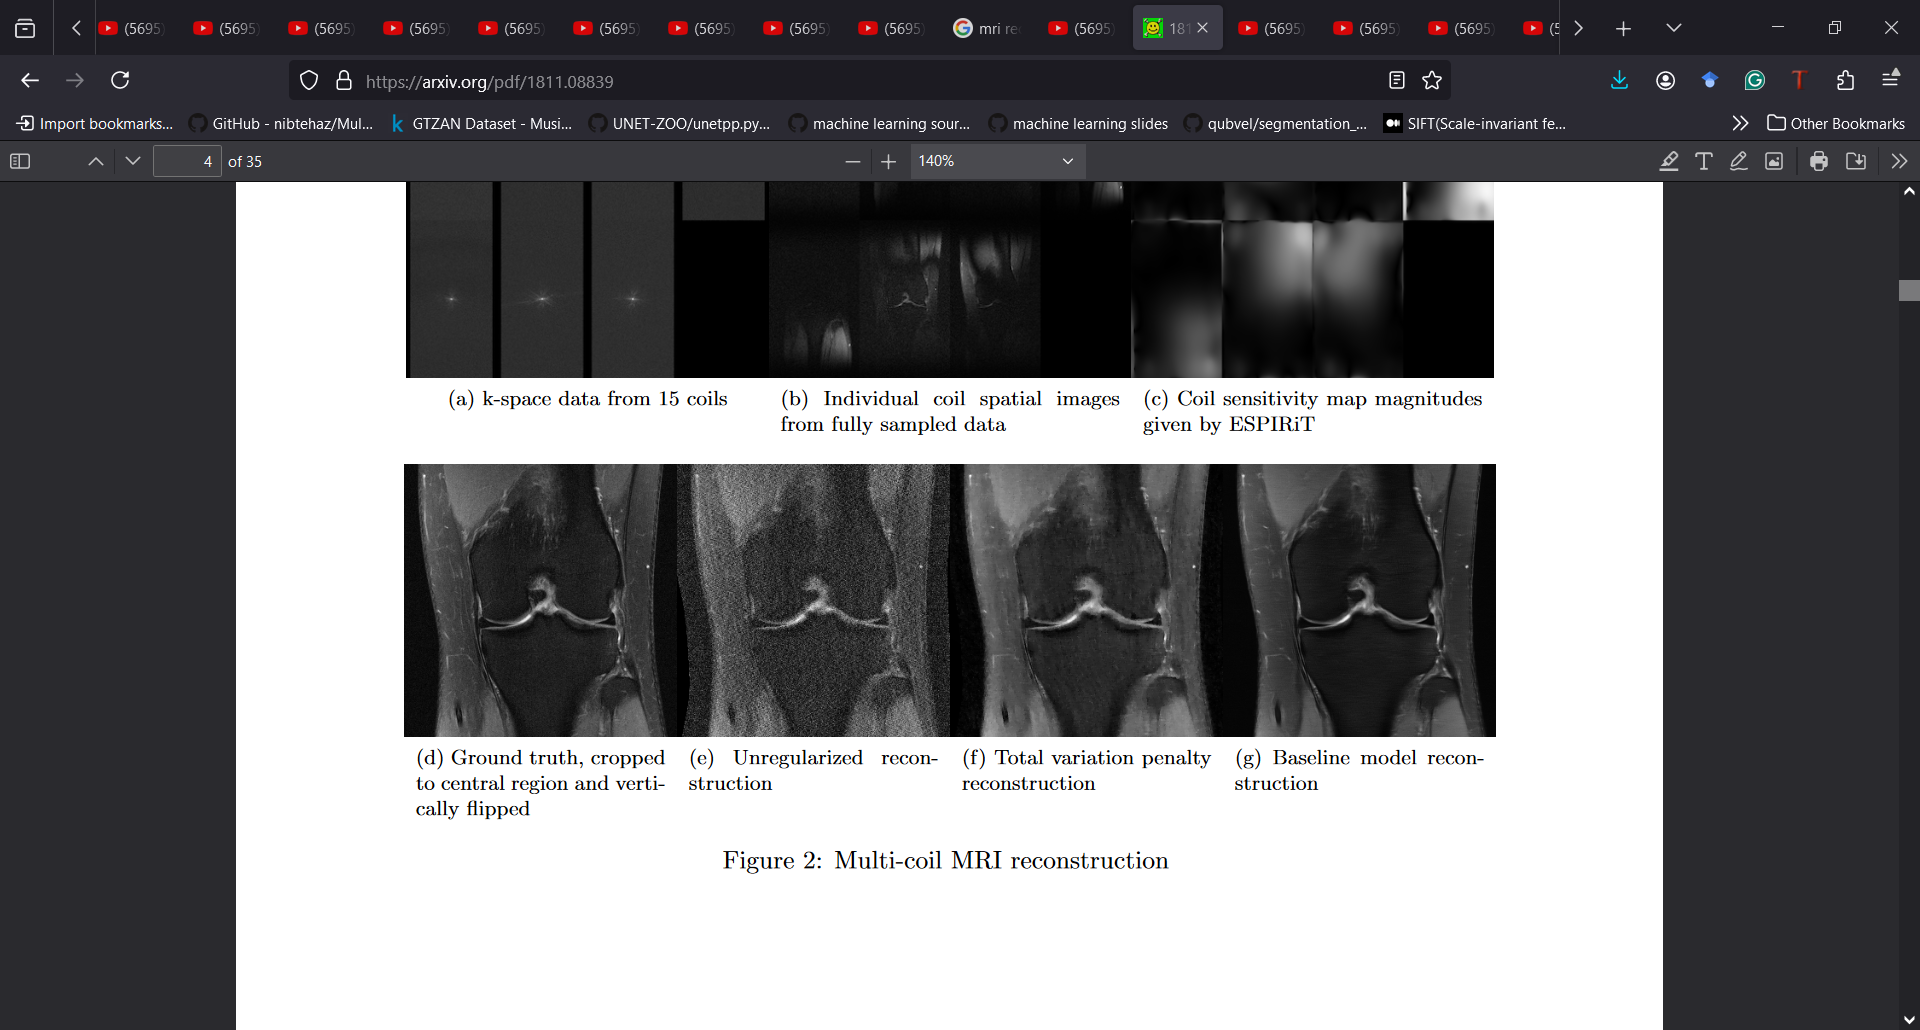 (5695
(5695
(5695
(5695
(5695
(5695
(5695
(5695
(5695
mri re
(5695
181
(5695
(5695
(5695
(5
https://arxiv.org/pdf/1811.08839
Import bookmarks...
GitHub - nibtehaz/Mul...
GTZAN Dataset - Musi...
UNET-ZOO/unetpp.py...
machine learning sour...
machine learning slides
qubvel/segmentation_...
SIFT(Scale-invariant fe...
Other Bookmarks
4 of 35
140%
(a) k-space data from 15 coils
(b) Individual coil spatial images
from fully sampled data
(c) Coil sensitivity map magnitudes
given by ESPIRiT
(d) Ground truth, cropped
to central region and verti-
cally flipped
(e) Unregularized recon-
struction
(f) Total variation penalty
reconstruction
(g) Baseline model recon-
struction
Figure 2: Multi-coil MRI reconstruction